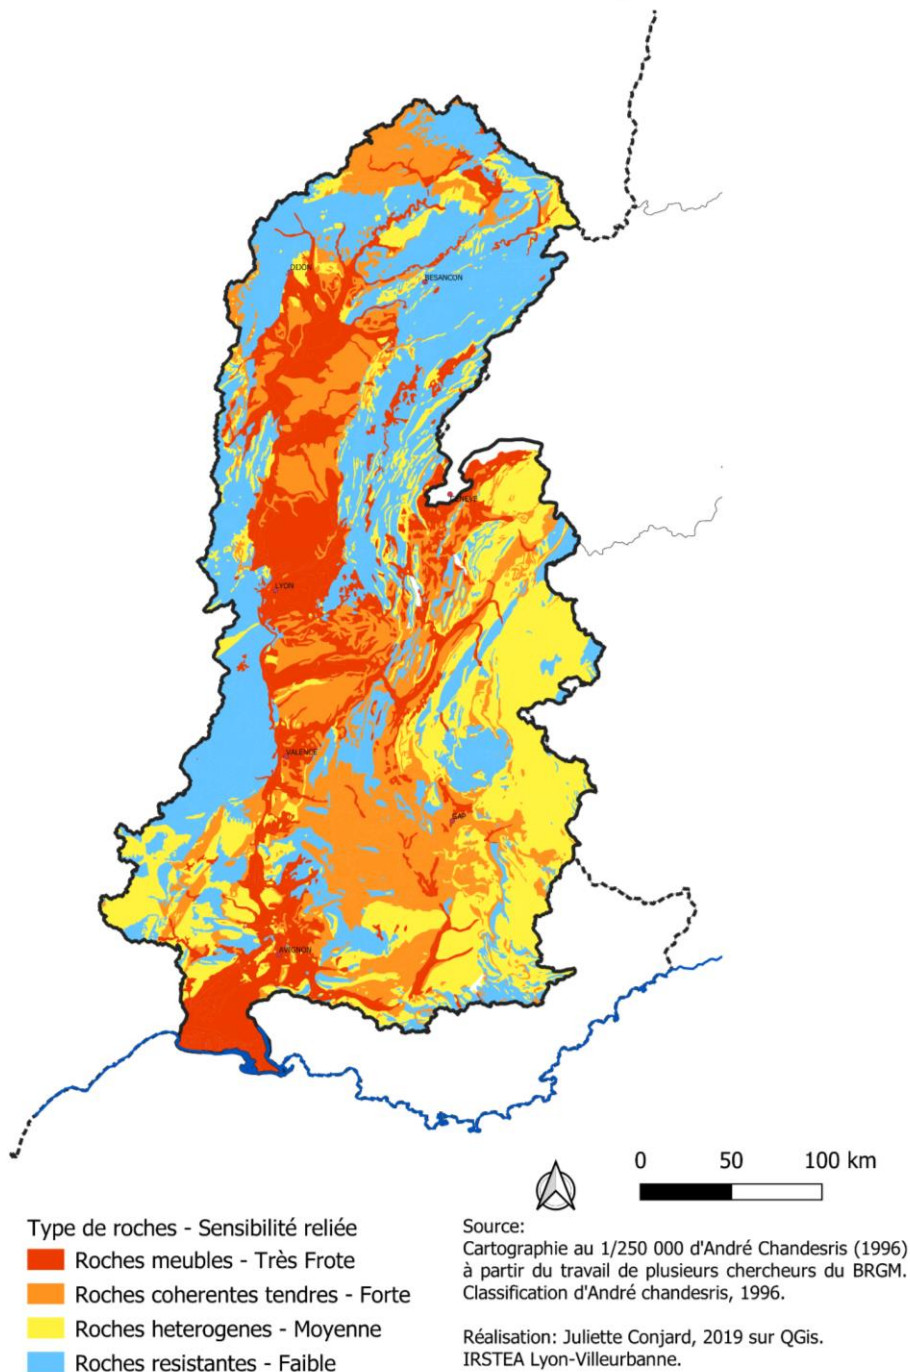 DIJON
BESANCON
GENEVE
LYON
VALENCE
GAP
AVIGNON
0 50 100 km
Type de roches - Sensibilité reliée
Roches meubles - Très Frote
Roches coherentes tendres - Forte
Roches heterogenes - Moyenne
Roches resistantes - Faible
Source:
Cartographie au 1/250 000 d'André Chandesris (1996)
à partir du travail de plusieurs chercheurs du BRGM.
Classification d'André chandesris, 1996.
Réalisation: Juliette Conjard, 2019 sur QGis.
IRSTEA Lyon-Villeurbanne.